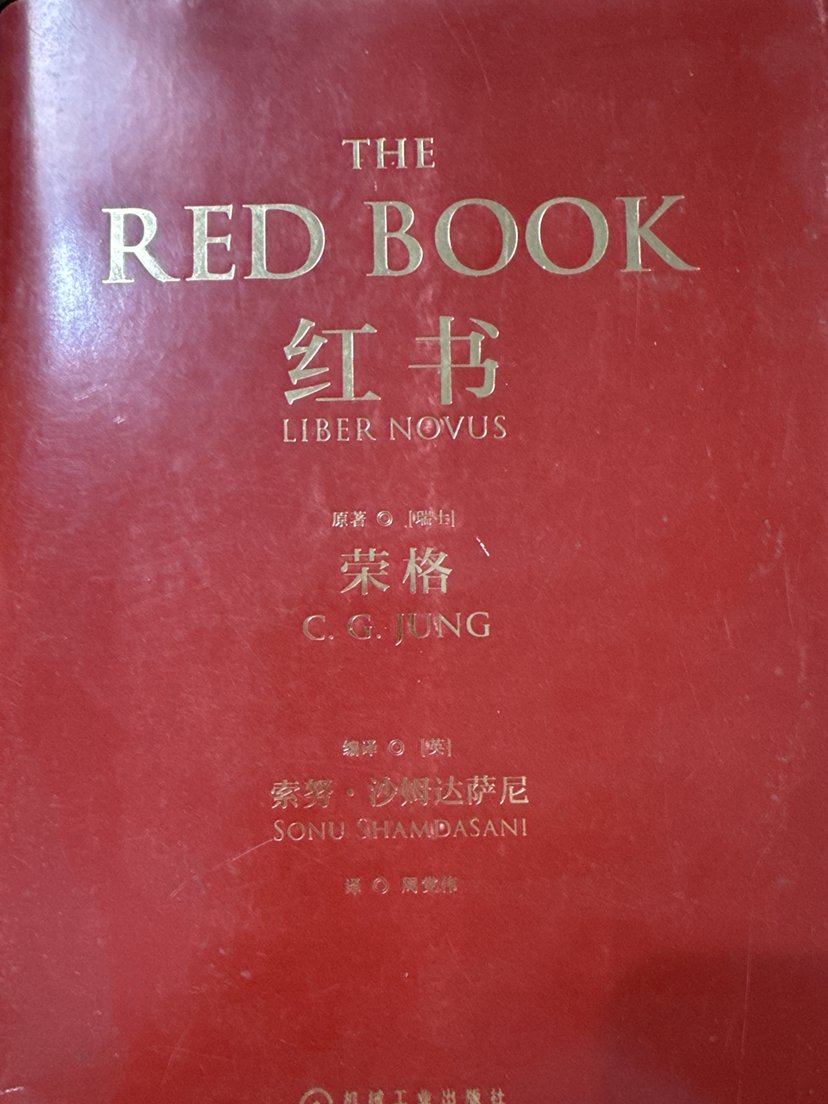 THE
RED BOOK
红书
LIBER NOVUS
原著 ◎ [瑞士]
荣格
C. G. JUNG
编译 ◎ [英]
索努·沙姆达萨尼
SONU SHAMDASANI
译 ◎ 周党伟
机械工业出版社